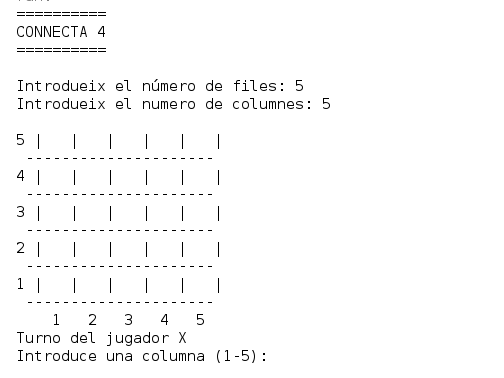 ==========
CONNECTA 4
==========
Introdueix el número de files: 5
Introdueix el numero de columnes: 5
5 |   |   |   |   |   |
 ---------------------
4 |   |   |   |   |   |
 ---------------------
3 |   |   |   |   |   |
 ---------------------
2 |   |   |   |   |   |
 ---------------------
1 |   |   |   |   |   |
 ---------------------
    1   2   3   4   5
Turno del jugador X
Introduce una columna (1-5):